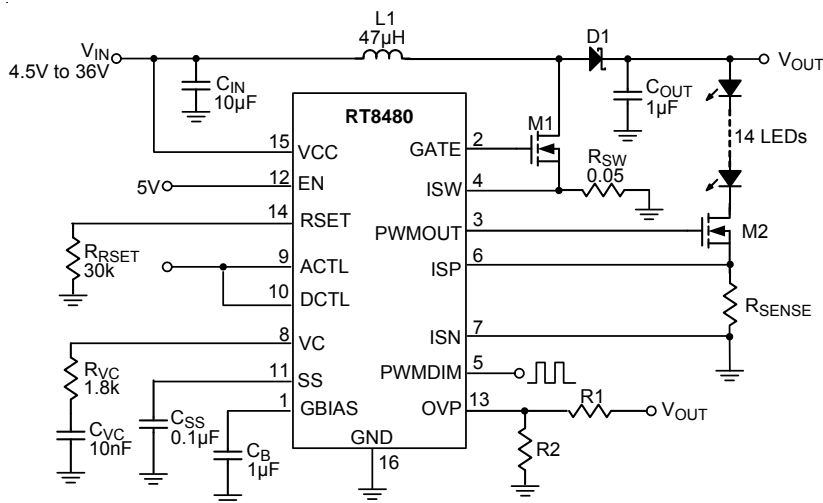 L1
47µH
D1
VIN
4.5V to 36V
VOUT
CIN
10µF
COUT
1µF
RT8480
M1
14 LEDs
15
VCC
GATE
2
RSW
0.05
12
5V
EN
ISW
4
14
RSET
PWMOUT
3
M2
RRSET
30k
9
ACTL
ISP
6
10
DCTL
RSENSE
8
VC
ISN
7
RVC
1.8k
11
SS
PWMDIM
5
1
GBIAS
OVP
13
R1
VOUT
CSS
0.1µF
CVC
10nF
CB
1µF
GND
16
R2